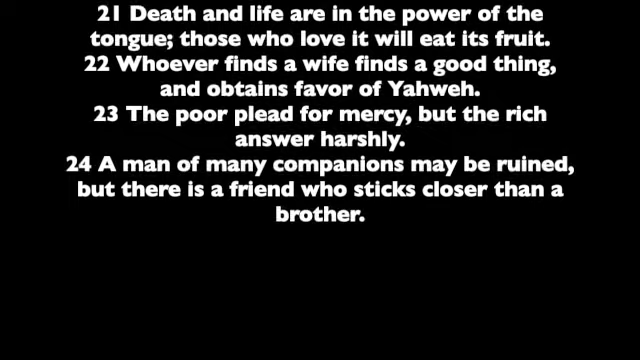 21 Death and life are in the power of the
tongue; those who love it will eat its fruit.
22 Whoever finds a wife finds a good thing,
and obtains favor of Yahweh.
23 The poor plead for mercy, but the rich
answer harshly.
24 A man of many companions may be ruined,
but there is a friend who sticks closer than a
brother.